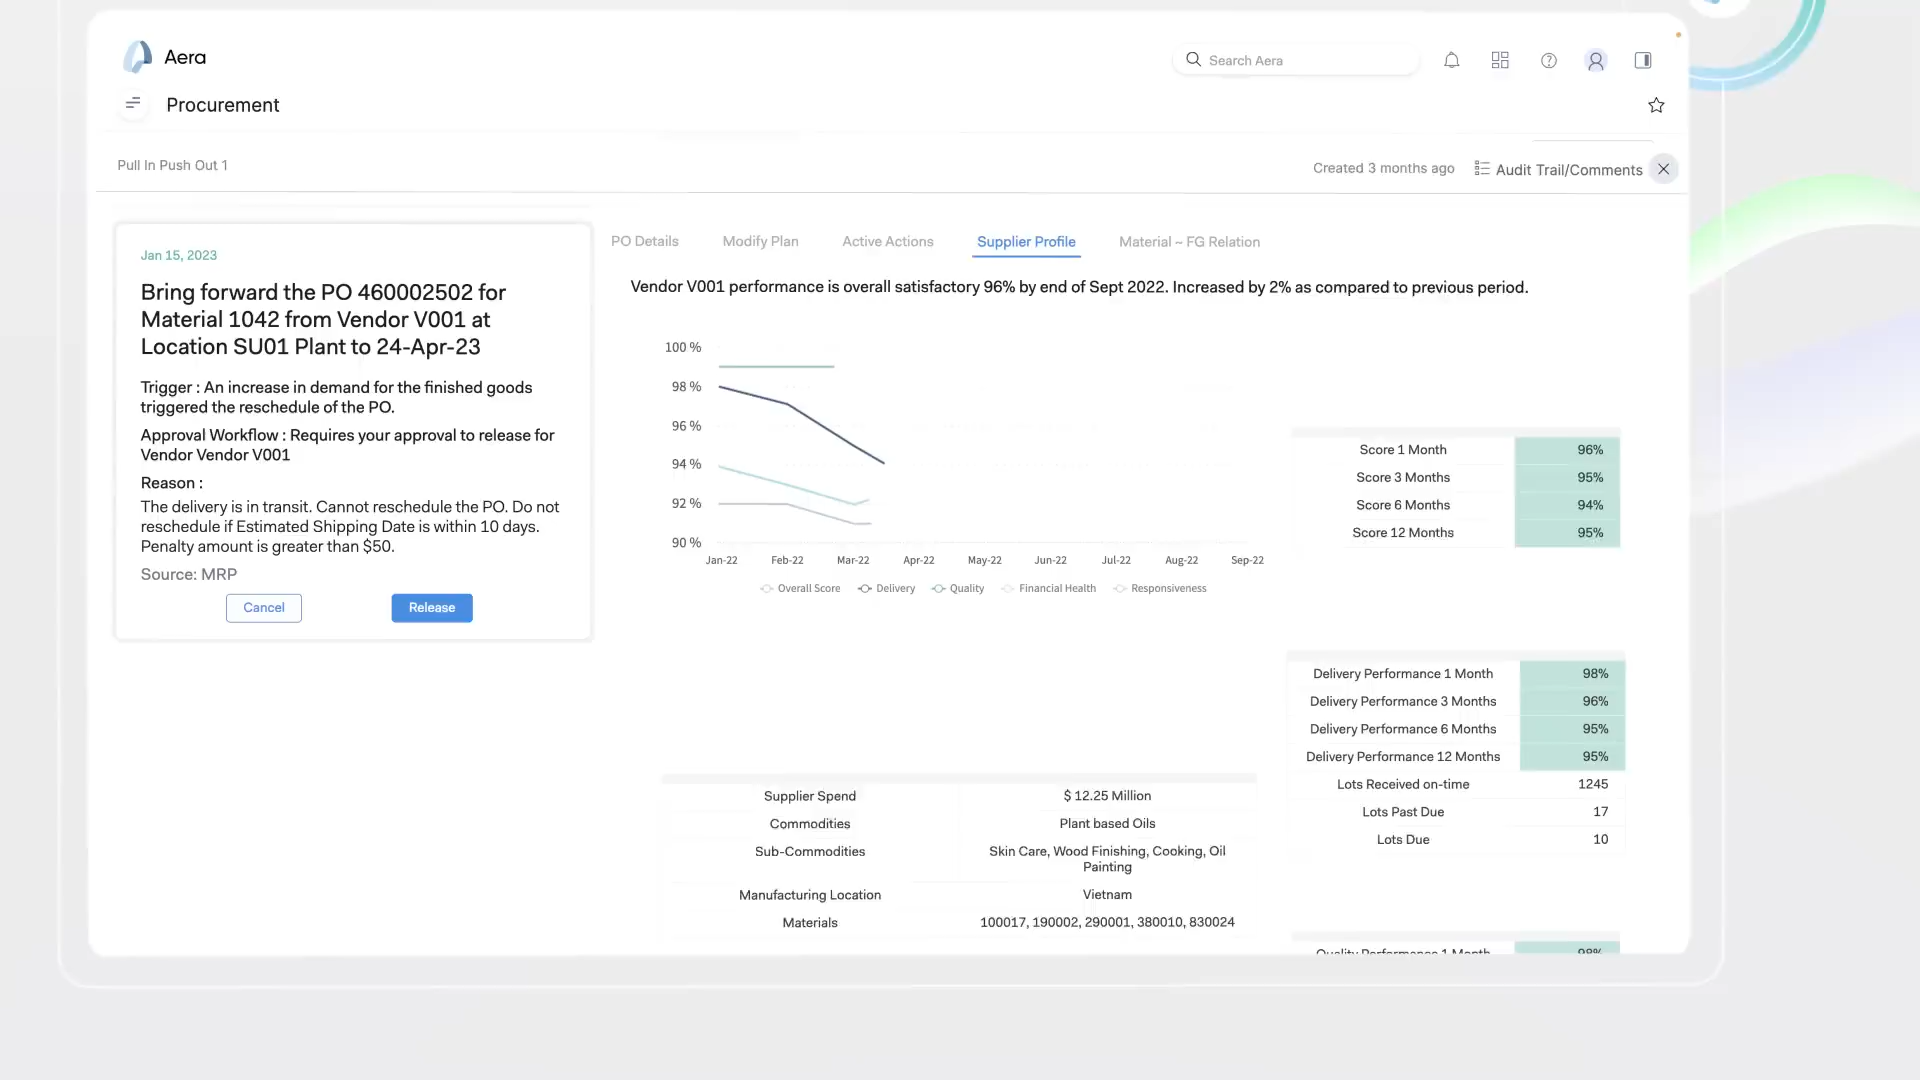 Aera
Search Aera
Procurement
Pull In Push Out 1
Created 3 months ago
Audit Trail/Comments
Jan 15, 2023
Bring forward the PO 460002502 for
Material 1042 from Vendor V001 at
Location SU01 Plant to 24-Apr-23
Trigger : An increase in demand for the finished goods
triggered the reschedule of the PO.
Approval Workflow : Requires your approval to release for
Vendor Vendor V001
Reason :
The delivery is in transit. Cannot reschedule the PO. Do not
reschedule if Estimated Shipping Date is within 10 days.
Penalty amount is greater than $50.
Source: MRP
Cancel
Release
PO Details
Modify Plan
Active Actions
Supplier Profile
Material ~ FG Relation
Vendor V001 performance is overall satisfactory 96% by end of Sept 2022. Increased by 2% as compared to previous period.
100 %
98 %
96 %
94 %
92 %
90 %
Jan-22 Feb-22 Mar-22 Apr-22 May-22 Jun-22 Jul-22 Aug-22 Sep-22
Overall Score Delivery Quality Financial Health Responsiveness
Score 1 Month 96%
Score 3 Months 95%
Score 6 Months 94%
Score 12 Months 95%
Delivery Performance 1 Month 98%
Delivery Performance 3 Months 96%
Delivery Performance 6 Months 95%
Delivery Performance 12 Months 95%
Lots Received on-time 1245
Lots Past Due 17
Lots Due 10
Supplier Spend $ 12.25 Million
Commodities Plant based Oils
Sub-Commodities Skin Care, Wood Finishing, Cooking, Oil
Painting
Manufacturing Location Vietnam
Materials 100017, 190002, 290001, 380010, 830024
Quality Performance 1 Month 98%